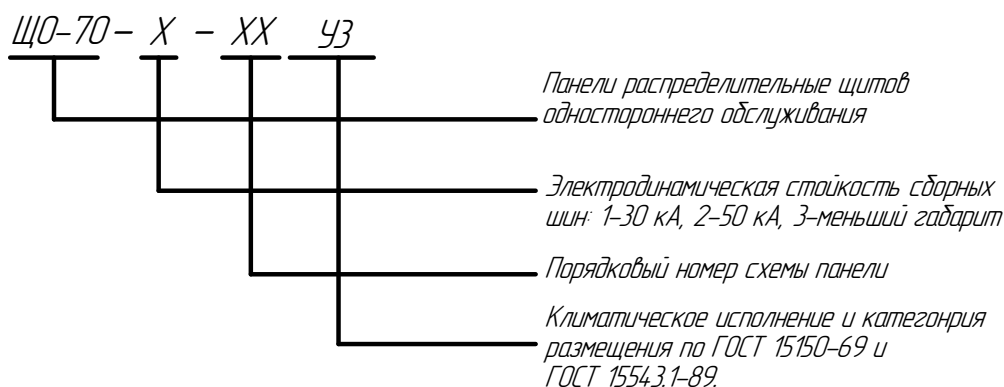 ЩО-70 - Х - ХХ У3
Панели распределительные щитов
одностороннего обслуживания
Электродинамическая стойкость сборных
шин: 1-30 кА, 2-50 кА, 3-меньший габарит
Порядковый номер схемы панели
Климатическое исполнение и категонрия
размещения по ГОСТ 15150-69 и
ГОСТ 15543.1-89.